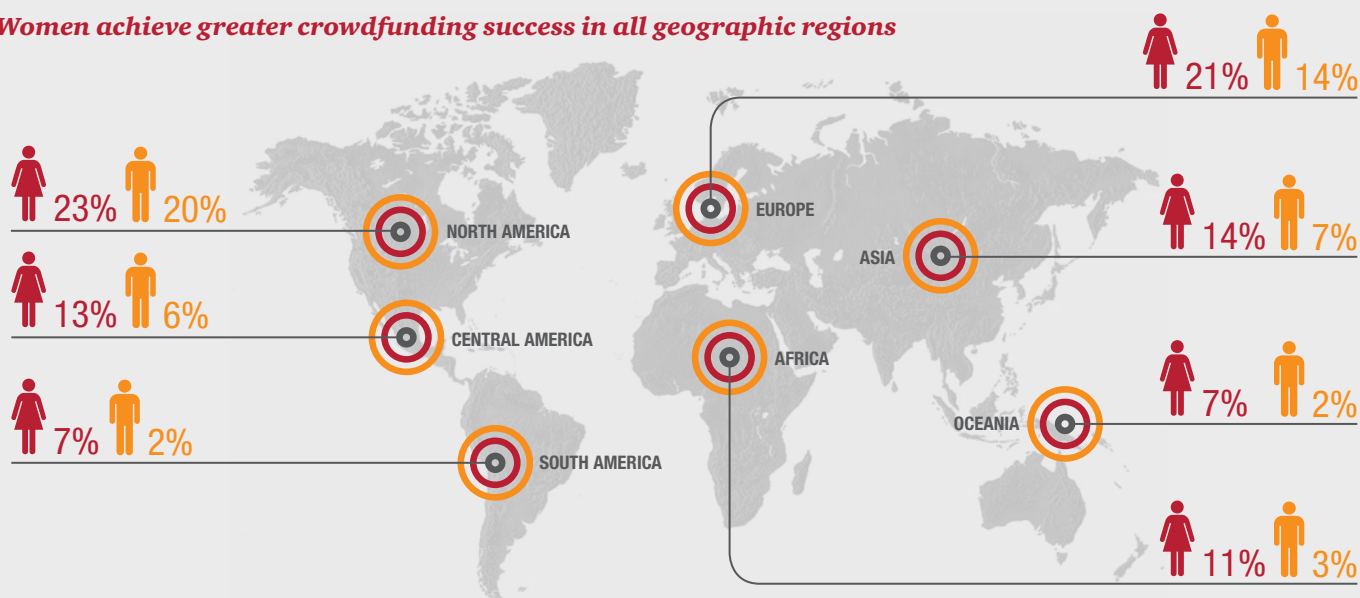 Women achieve greater crowdfunding success in all geographic regions
21% 14%
EUROPE
23% 20%
NORTH AMERICA
14% 7%
ASIA
13% 6%
CENTRAL AMERICA
11% 3%
AFRICA
7% 2%
OCEANIA
7% 2%
SOUTH AMERICA